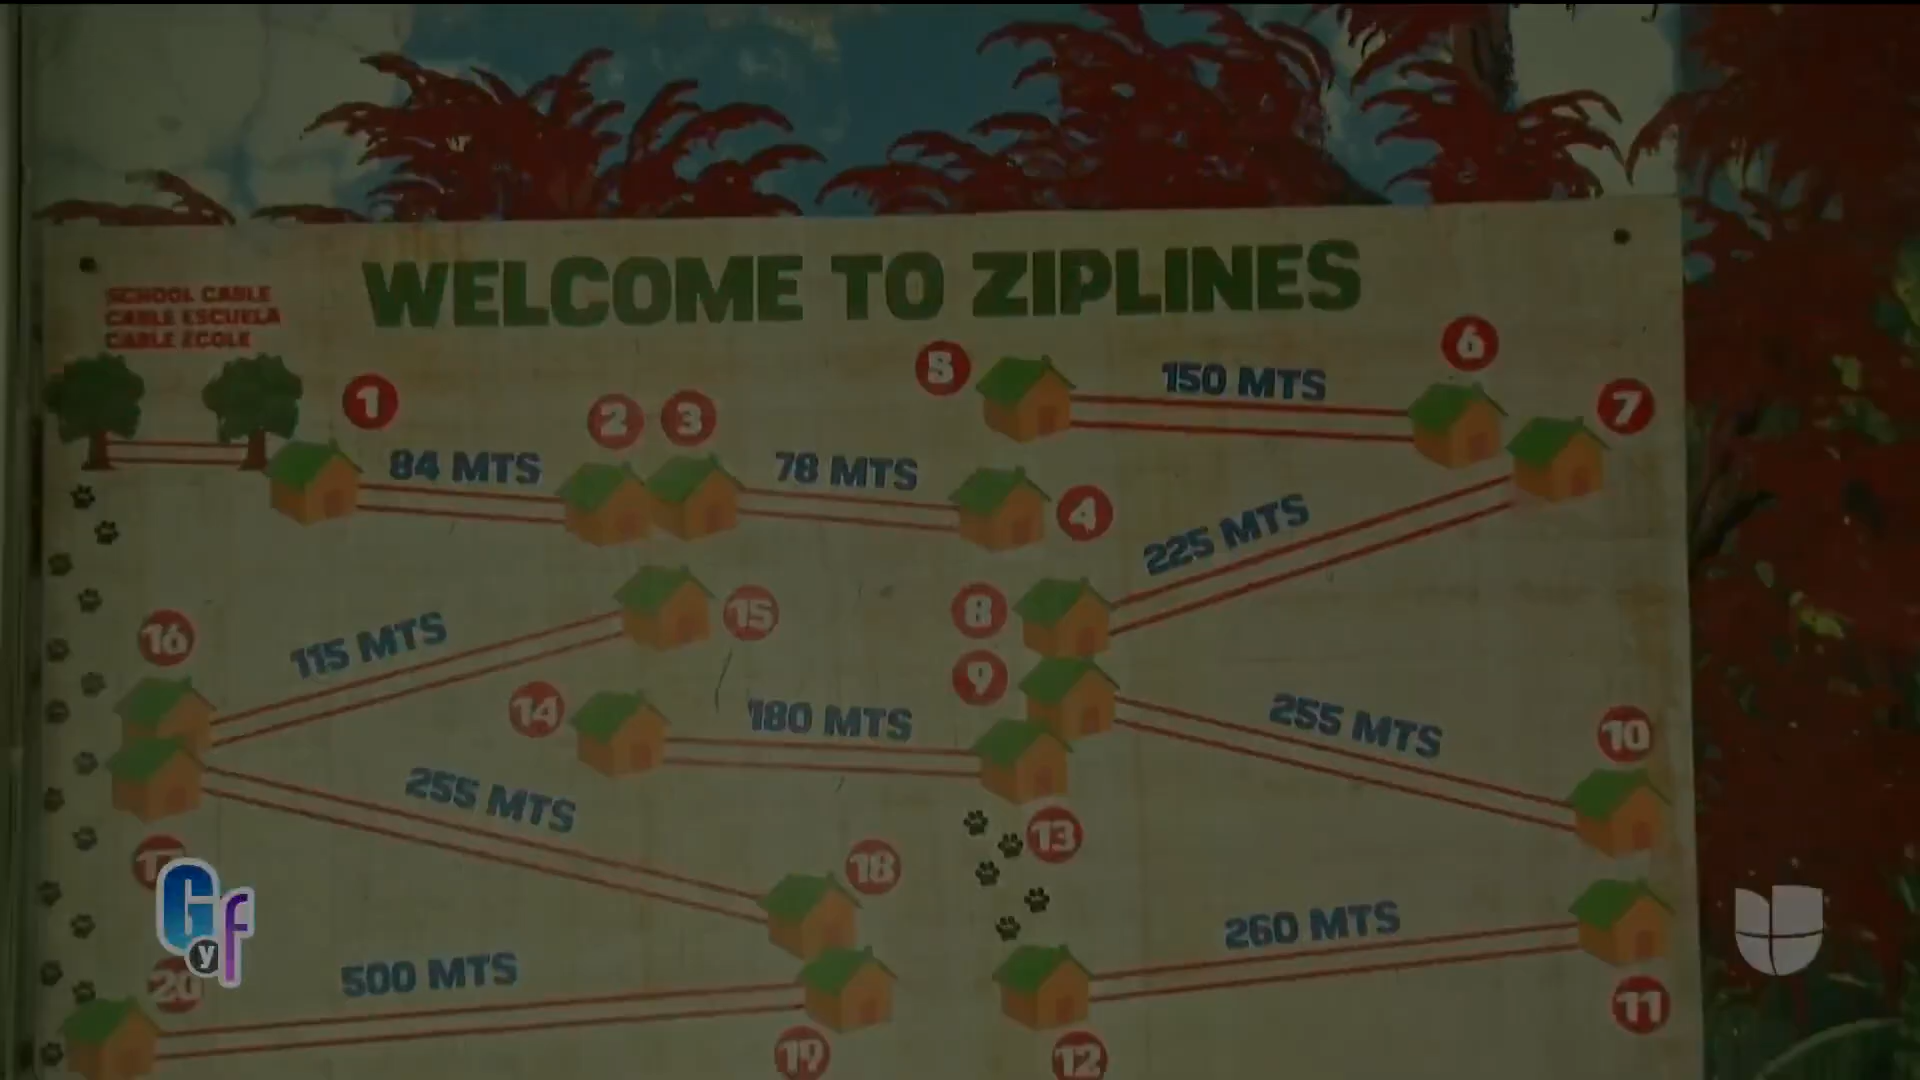 WELCOME TO ZIPLINES
SCHOOL CABLE
CABLE ESCUELA
CABLE ECOLE
1
84 MTS
2
3
78 MTS
4
5
150 MTS
6
7
225 MTS
8
9
255 MTS
10
11
260 MTS
12
13
180 MTS
14
15
115 MTS
16
17
255 MTS
18
19
500 MTS
20
G y f